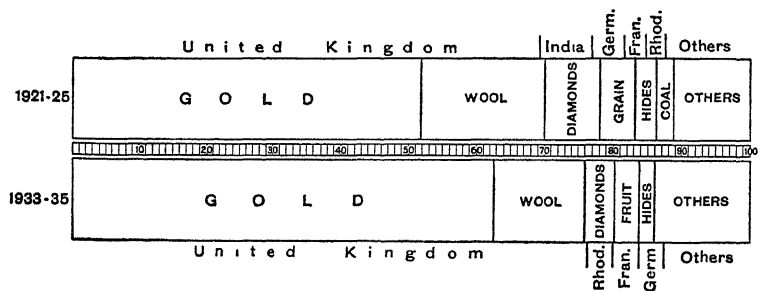 United Kingdom India Germ. Fran. Rhod. Others
1921-25 GOLD WOOL DIAMONDS GRAIN HIDES COAL OTHERS
10 20 30 40 50 60 70 80 90 100
1933-35 GOLD WOOL DIAMONDS FRUIT HIDES OTHERS
United Kingdom Rhod. Fran. Germ Others